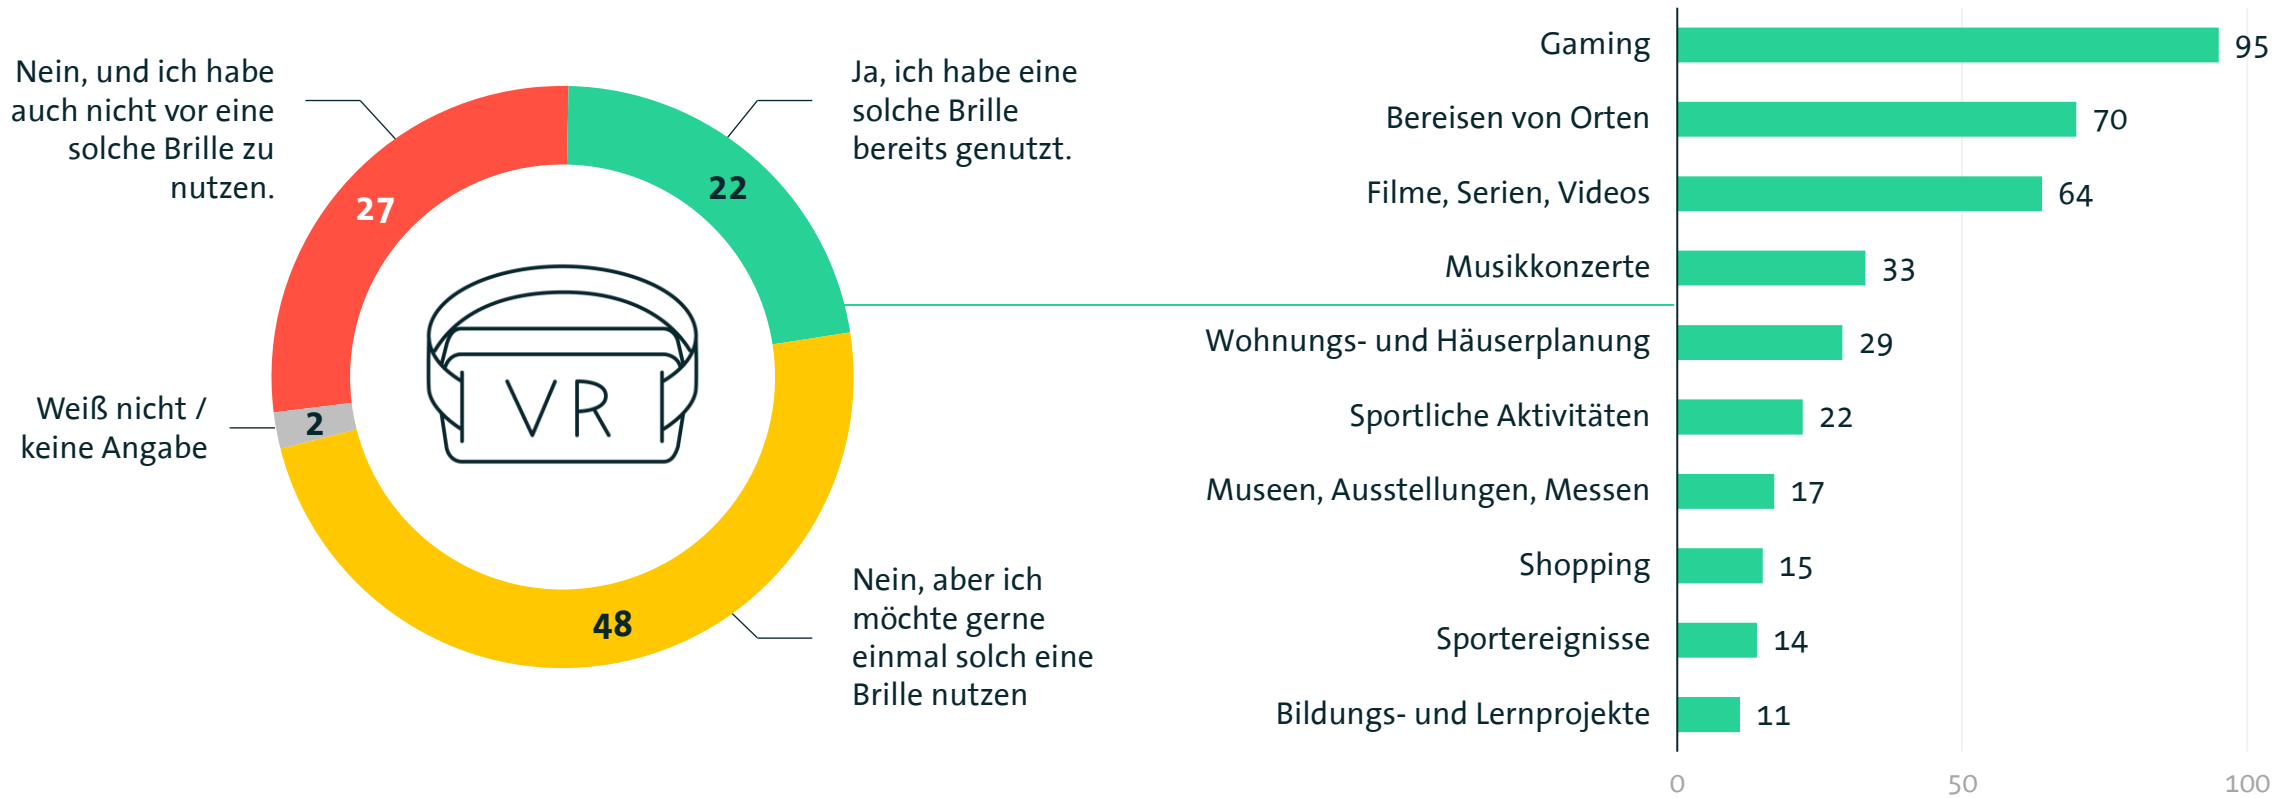 Nein, und ich habe
auch nicht vor eine
solche Brille zu
nutzen.
27
Ja, ich habe eine
solche Brille
bereits genutzt.
22
Weiß nicht /
keine Angabe
2
VR
Nein, aber ich
möchte gerne
einmal solch eine
Brille nutzen
48
Gaming 95
Bereisen von Orten 70
Filme, Serien, Videos 64
Musikkonzerte 33
Wohnungs- und Häuserplanung 29
Sportliche Aktivitäten 22
Museen, Ausstellungen, Messen 17
Shopping 15
Sportereignisse 14
Bildungs- und Lernprojekte 11
0 50 100